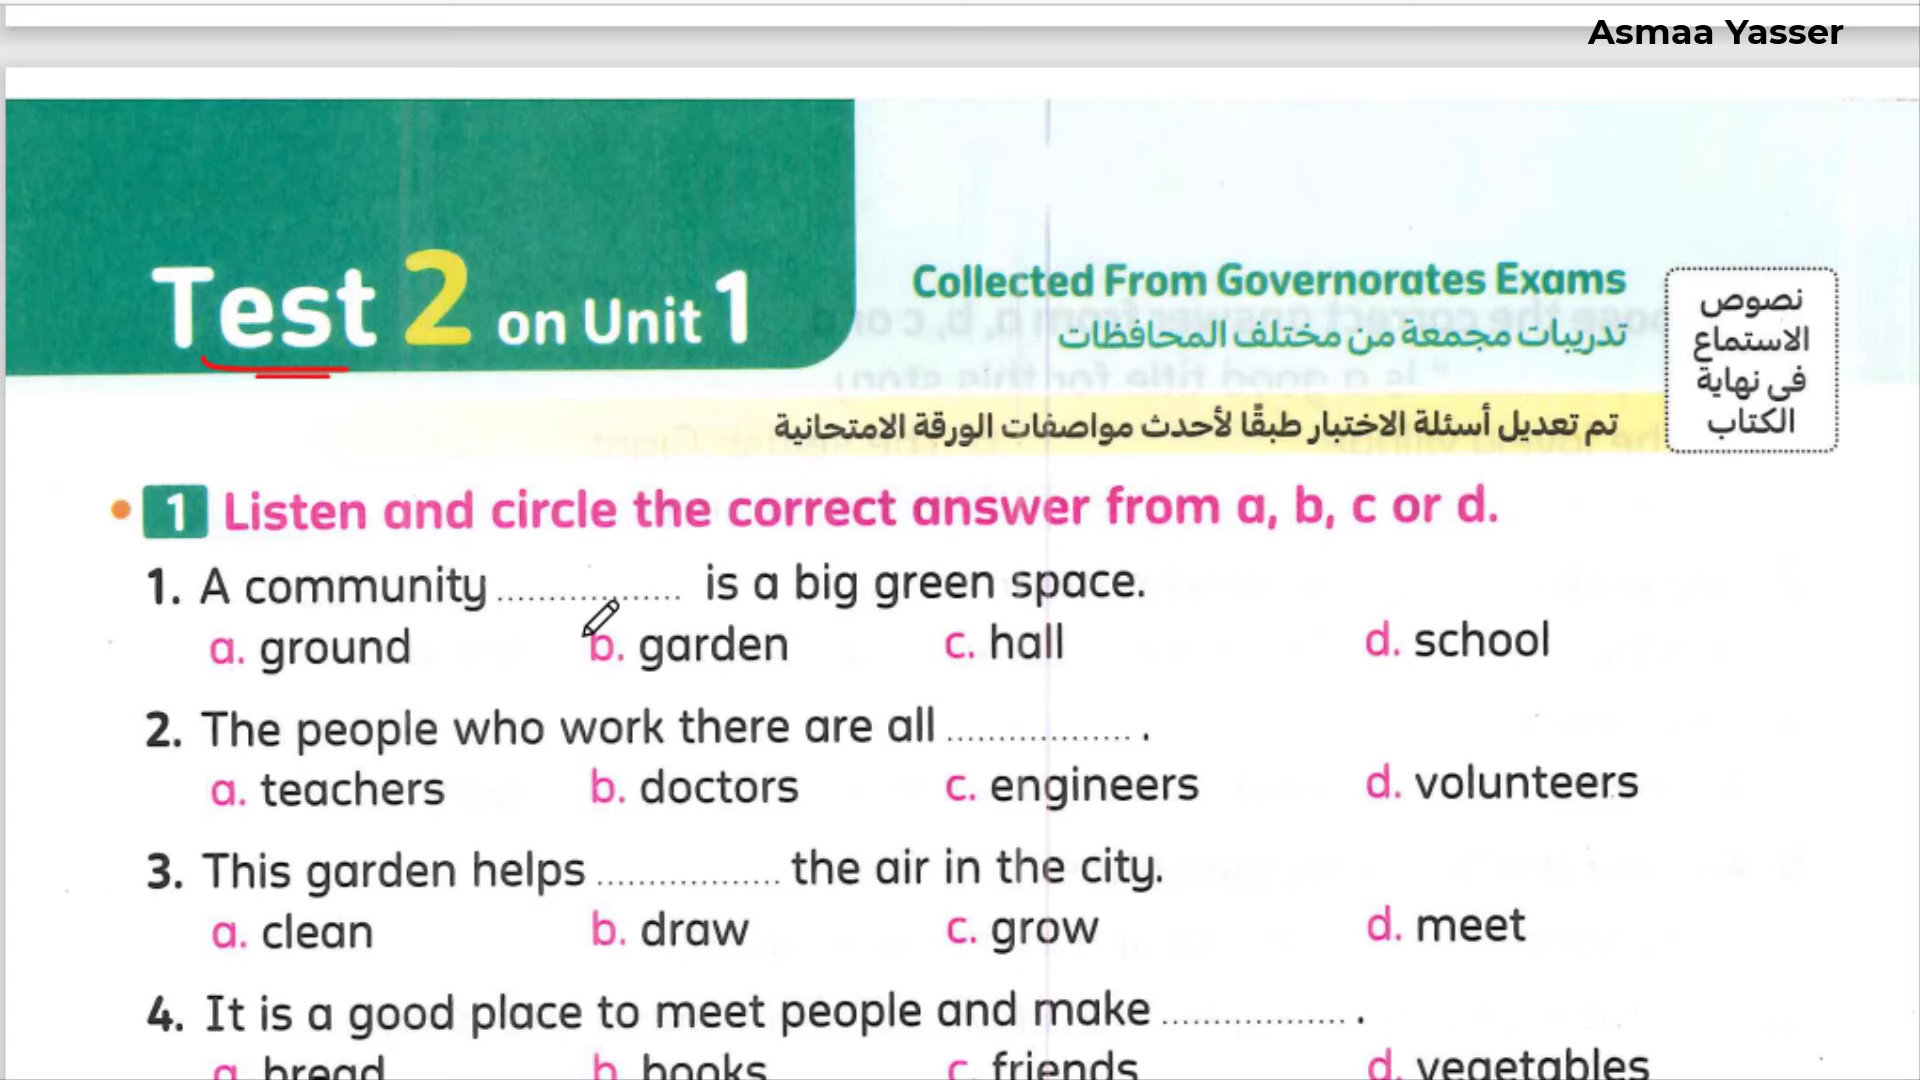 Asmaa Yasser
Test 2 on Unit 1
Collected From Governorates Exams
تدريبات مجمعة من مختلف المحافظات
نصوص
الاستماع
فى نهاية
الكتاب
تم تعديل أسئلة الاختبار طبقًا لأحدث مواصفات الورقة الامتحانية
1 Listen and circle the correct answer from a, b, c or d.
1. A community .................. is a big green space.
a. ground b. garden c. hall d. school
2. The people who work there are all .................. .
a. teachers b. doctors c. engineers d. volunteers
3. This garden helps .................. the air in the city.
a. clean b. draw c. grow d. meet
4. It is a good place to meet people and make .................. .
a. bread b. books c. friends d. vegetables